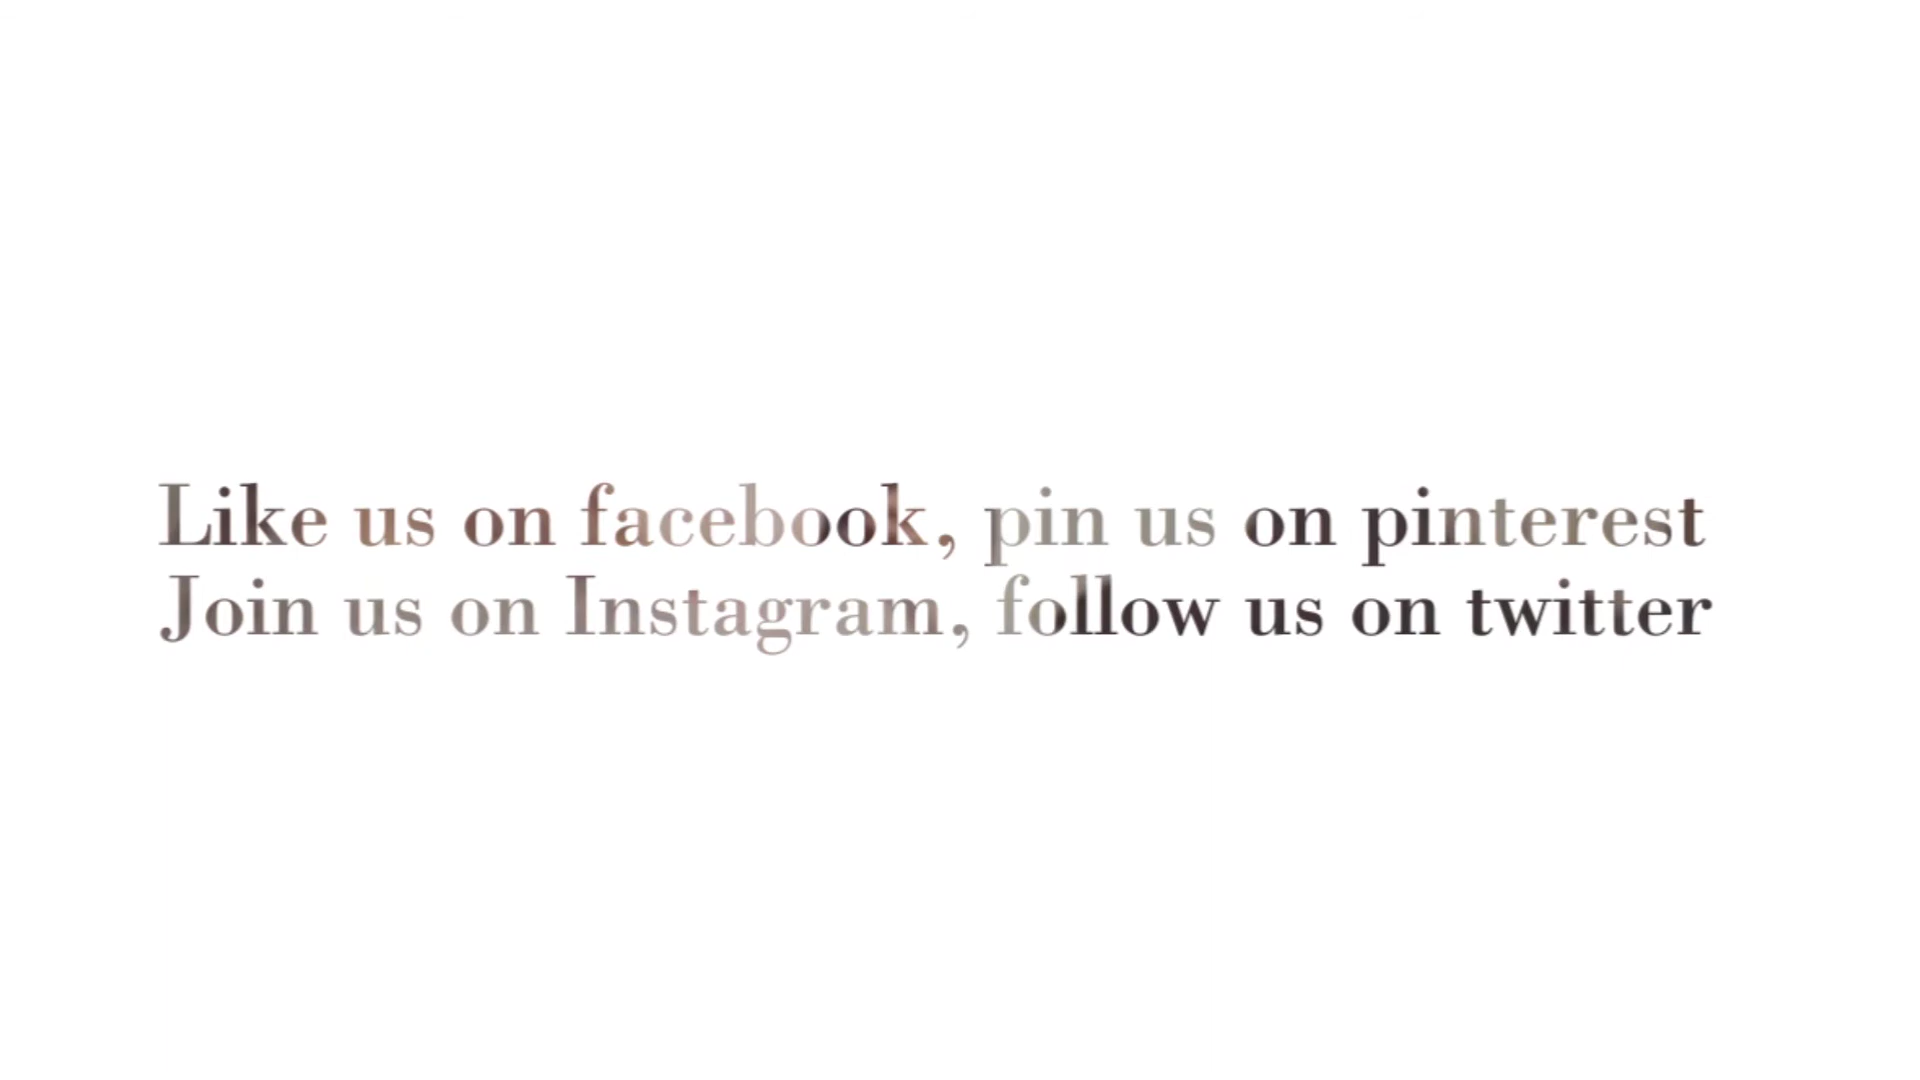 Like us on facebook, pin us on pinterest
Join us on Instagram, follow us on twitter